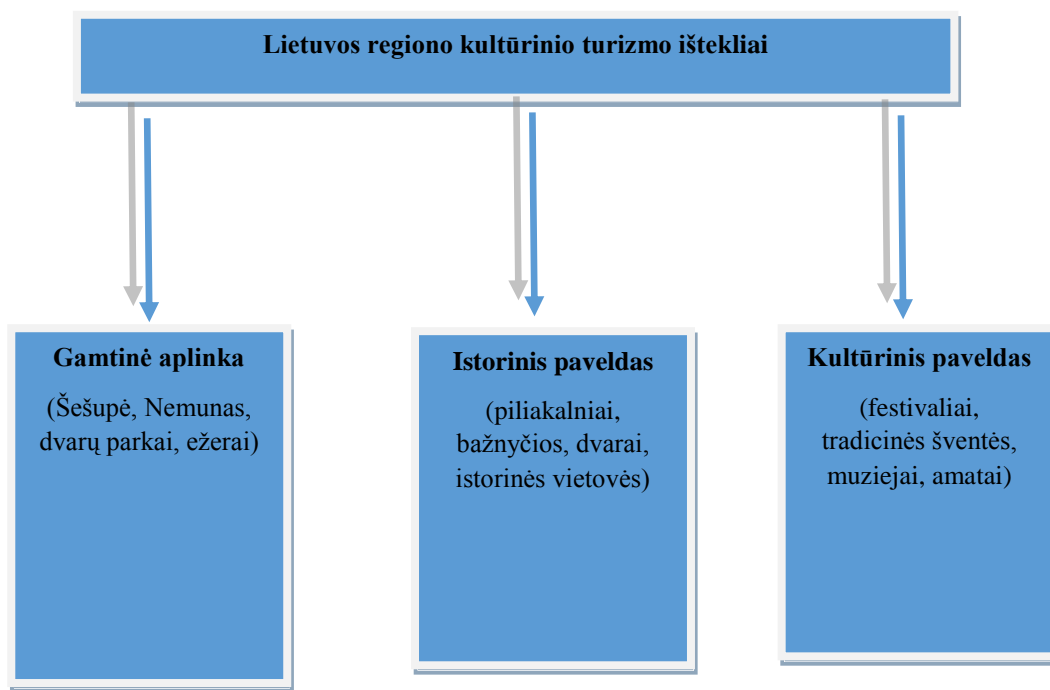 Lietuvos regiono kultūrinio turizmo ištekliai
Gamtinė aplinka
(Šešupė, Nemunas,
dvarų parkai, ežerai)
Istorinis paveldas
(piliakalniai,
bažnyčios, dvarai,
istorinės vietovės)
Kultūrinis paveldas
(festivaliai,
tradicinės šventės,
muziejai, amatai)